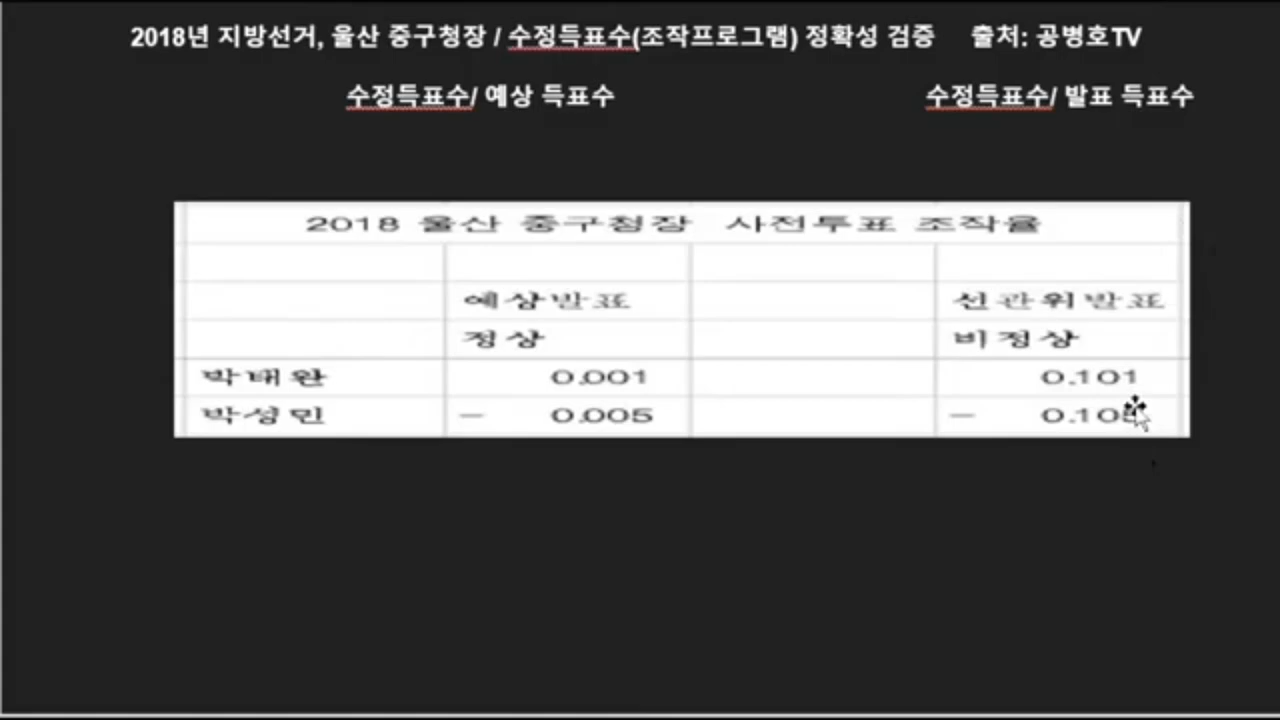 2018년 지방선거, 울산 중구청장 / 수정득표수(조작프로그램) 정확성 검증 출처: 공병호TV
수정득표수/ 예상 득표수 수정득표수/ 발표 득표수
2018 울산 중구청장 사전투표 조작율
예상발표 선관위발표
정상 비정상
박태완 0.001 0.101
박성민 - 0.005 -